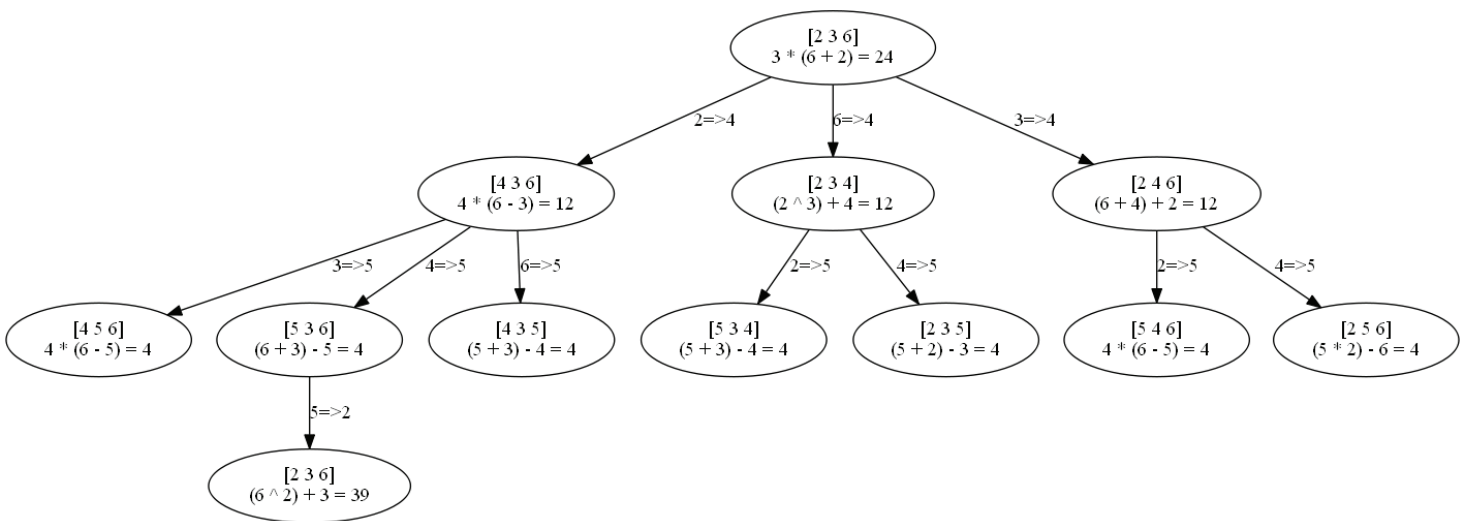 [2 3 6]
3 * (6 + 2) = 24
2=>4
6=>4
3=>4
[4 3 6]
4 * (6 - 3) = 12
[2 3 4]
(2 ^ 3) + 4 = 12
[2 4 6]
(6 + 4) + 2 = 12
3=>5
4=>5
6=>5
2=>5
4=>5
2=>5
4=>5
[4 5 6]
4 * (6 - 5) = 4
[5 3 6]
(6 + 3) - 5 = 4
[4 3 5]
(5 + 3) - 4 = 4
[5 3 4]
(5 + 3) - 4 = 4
[2 3 5]
(5 + 2) - 3 = 4
[5 4 6]
4 * (6 - 5) = 4
[2 5 6]
(5 * 2) - 6 = 4
5=>2
[2 3 6]
(6 ^ 2) + 3 = 39